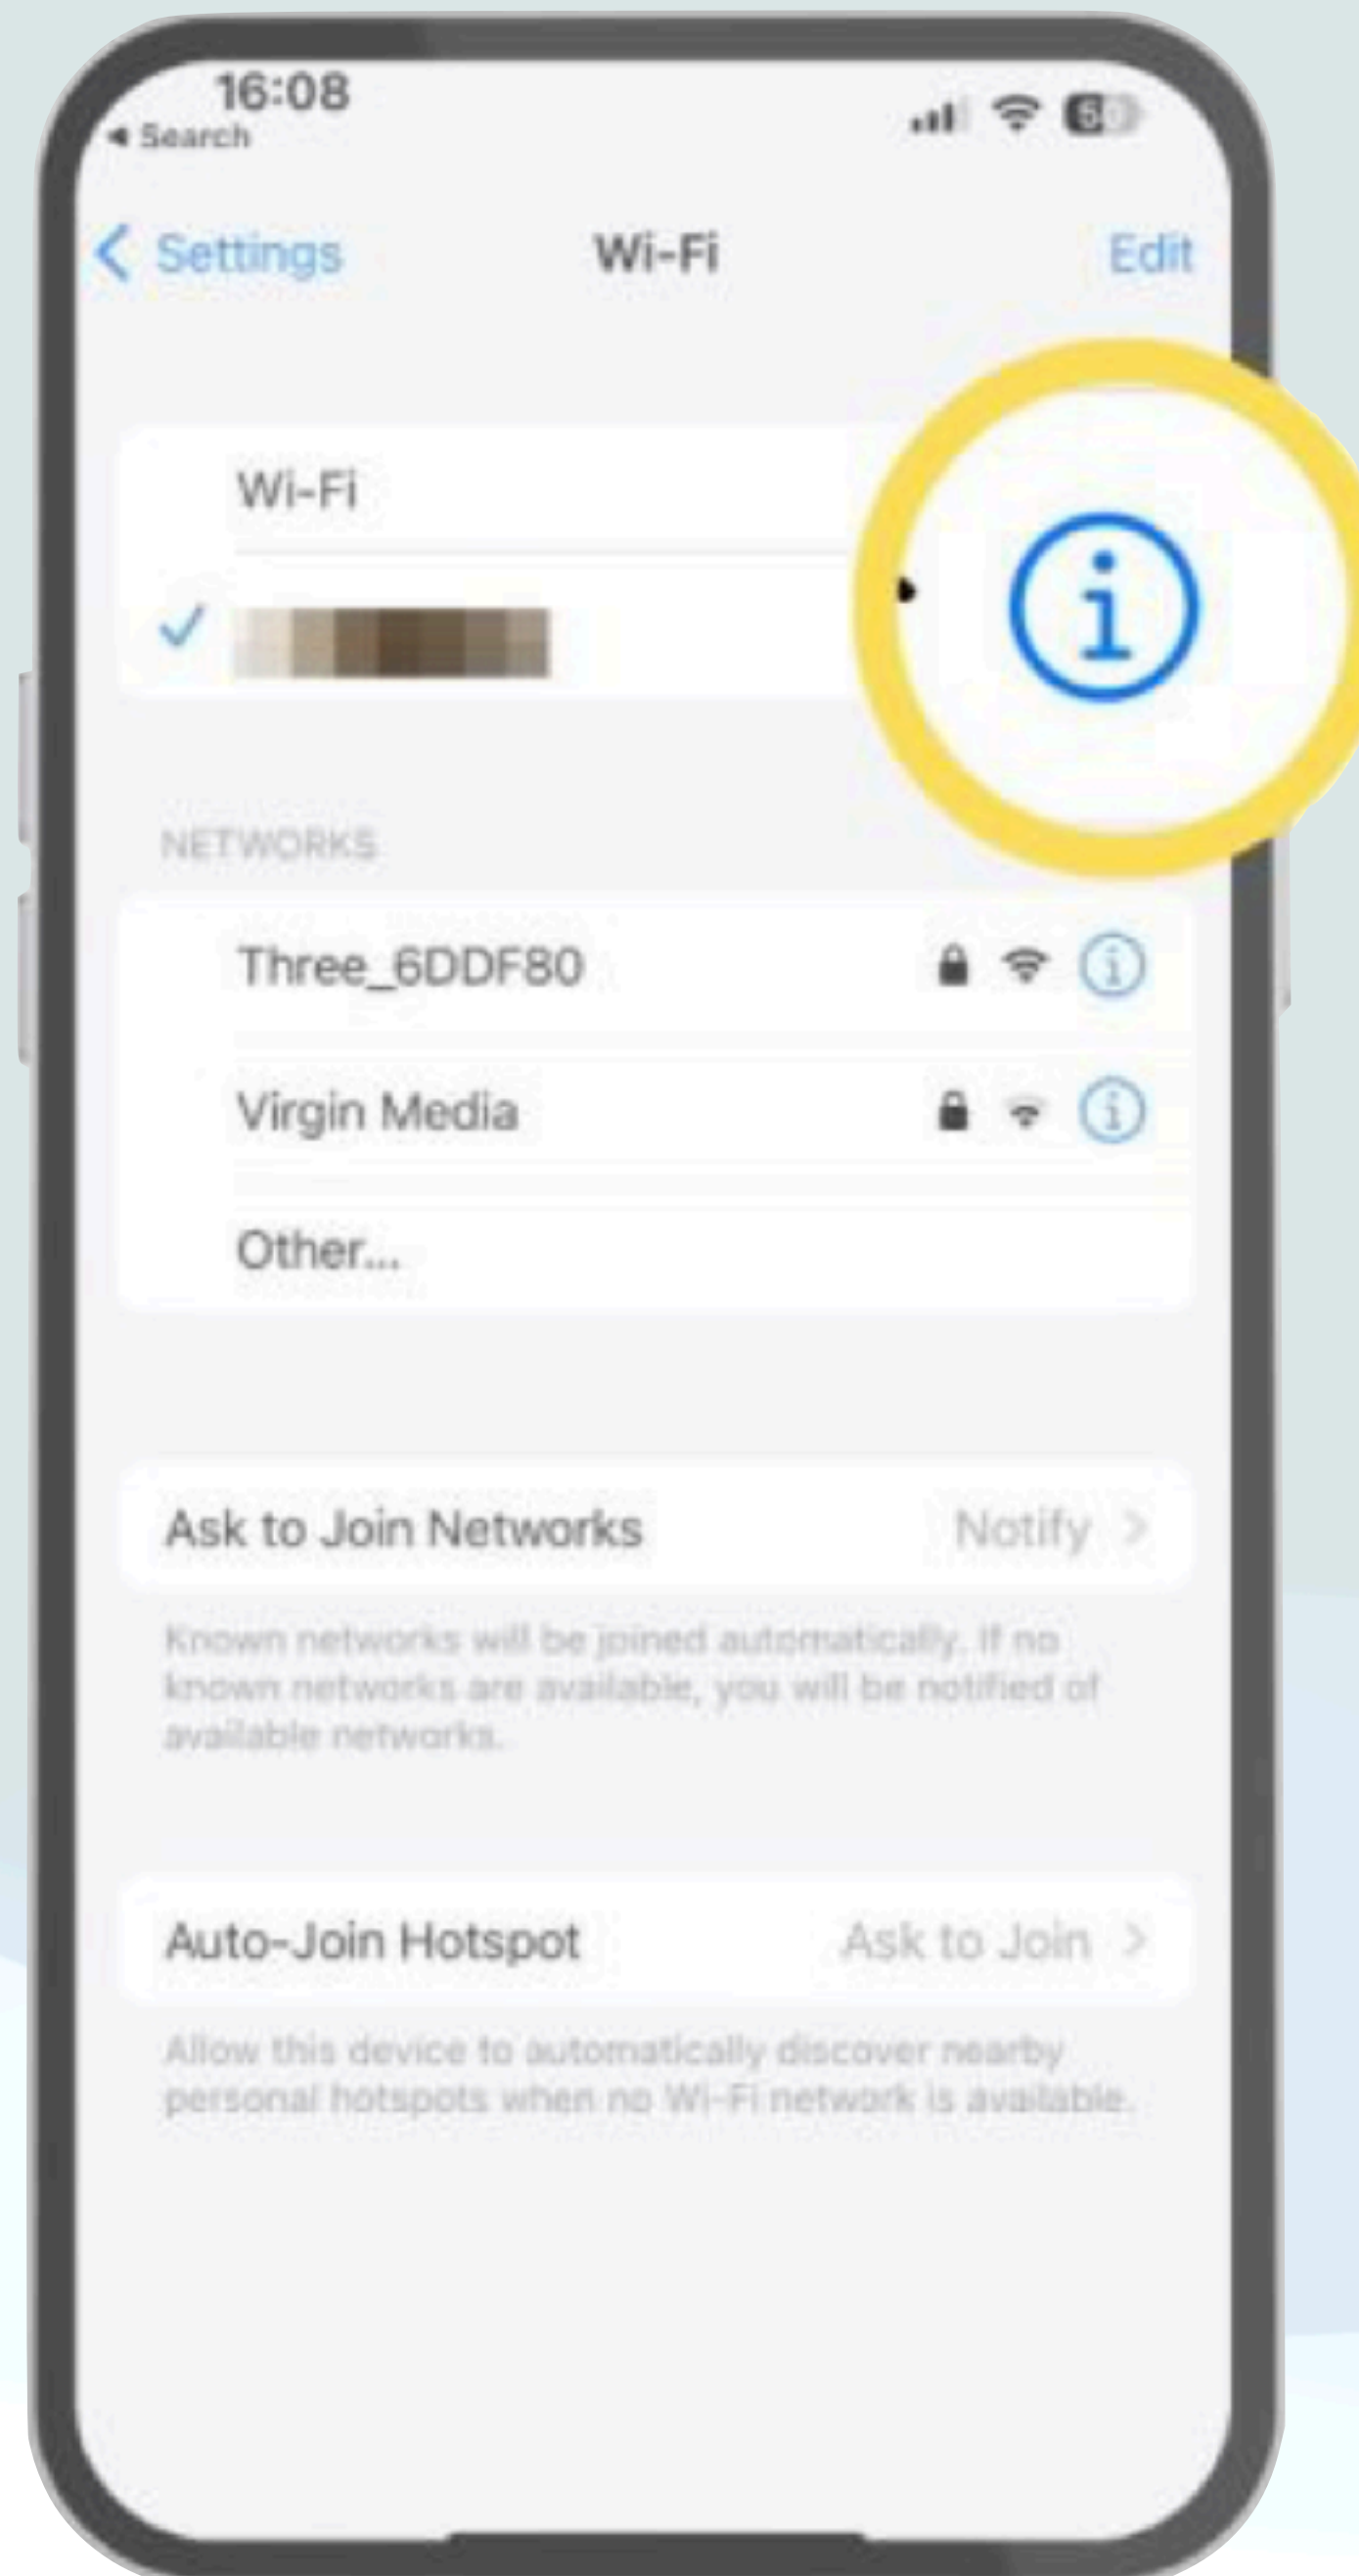 16:08
◀ Search
Settings
Wi-Fi
Edit
Wi-Fi
NETWORKS
Three_6DDF80
Virgin Media
Other...
Ask to Join Networks
Notify
Known networks will be joined automatically. If no
known networks are available, you will be notified of
available networks.
Auto-Join Hotspot
Ask to Join
Allow this device to automatically discover nearby
personal hotspots when no Wi-Fi network is available.